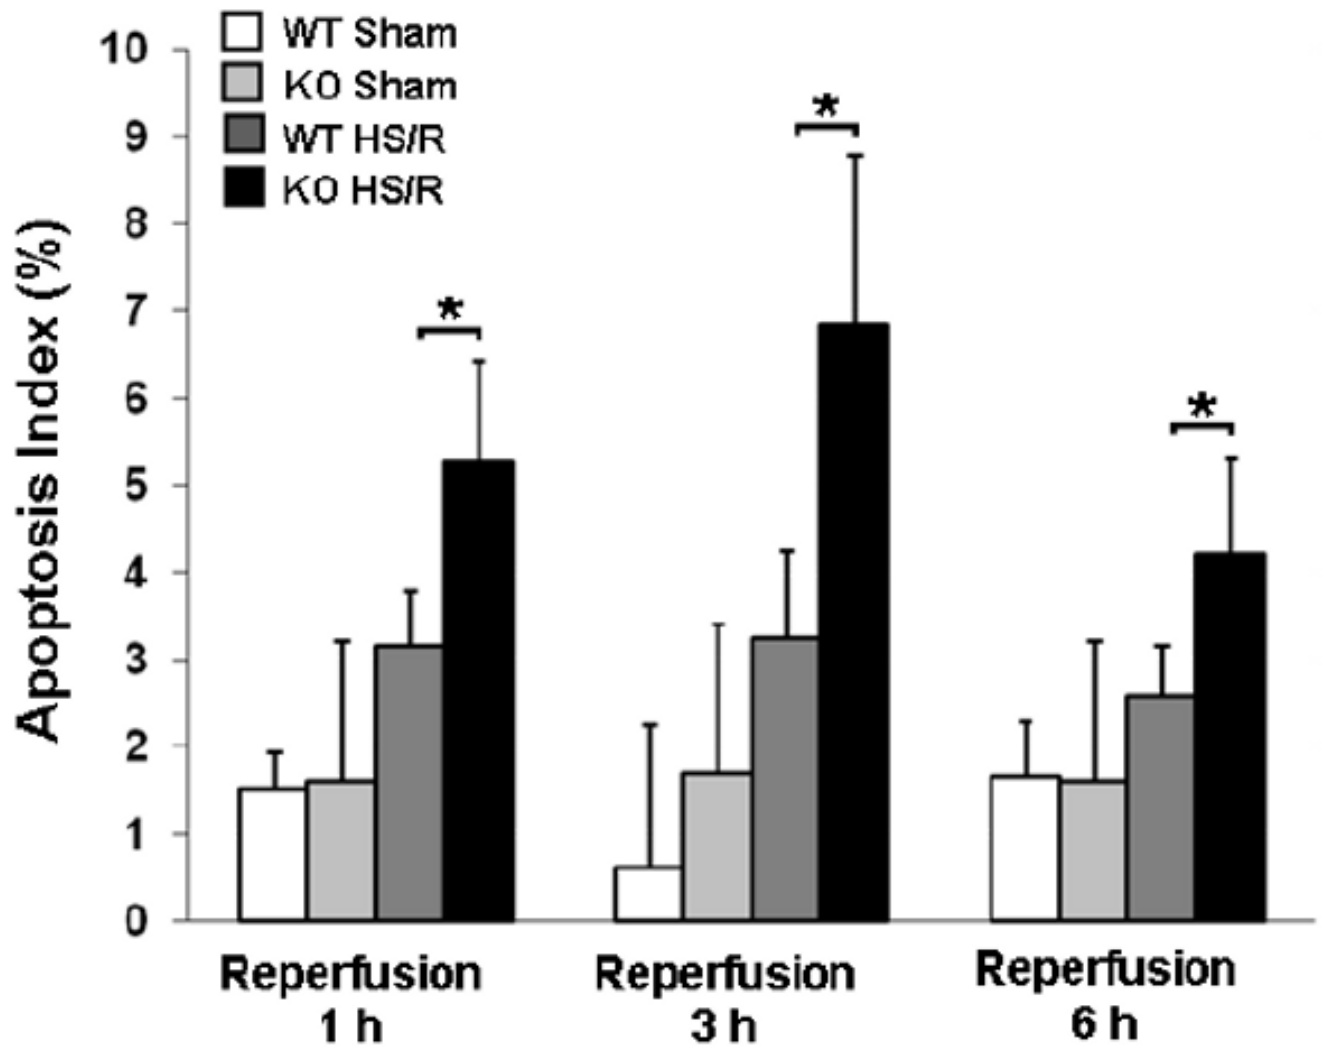 WT Sham
KO Sham
WT HS/R
KO HS/R
Apoptosis Index (%)
10
9
8
7
6
5
4
3
2
1
0
*
*
*
Reperfusion
1 h
Reperfusion
3 h
Reperfusion
6 h